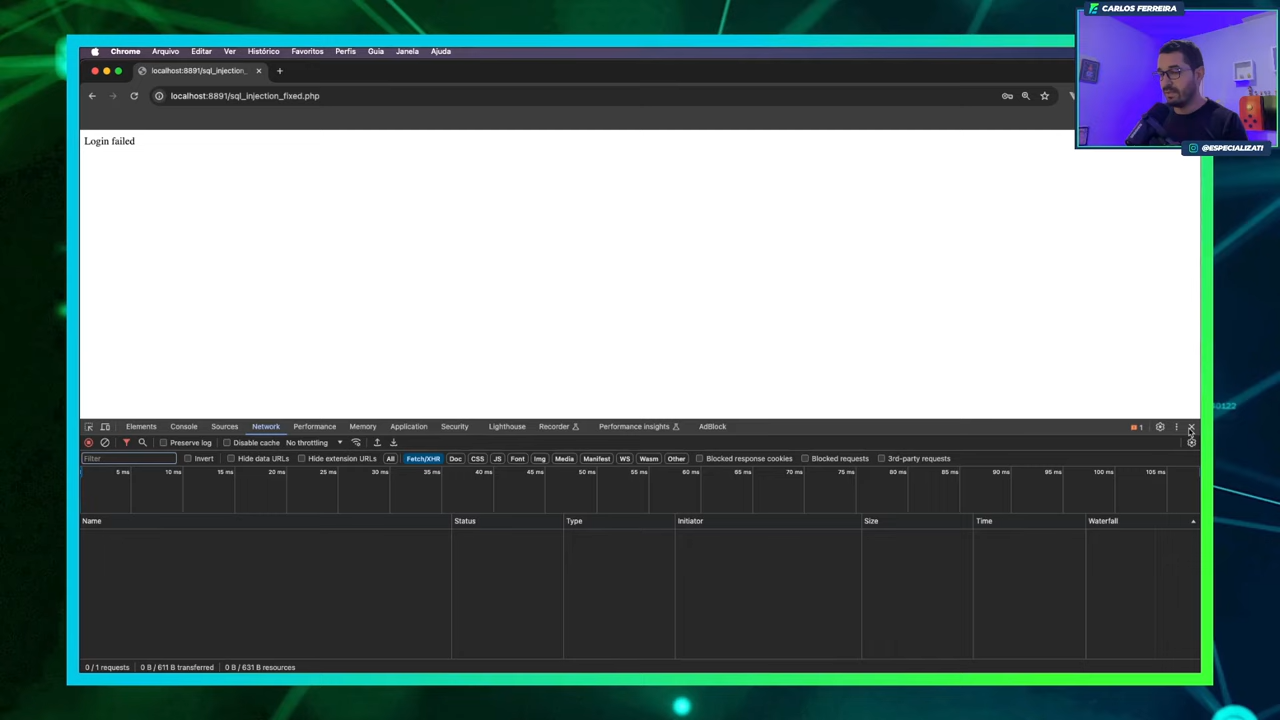 CARLOS FERREIRA
Chrome Arquivo Editar Ver Histórico Favoritos Perfis Guia Janela Ajuda
localhost:8891/sql_injection_
localhost:8891/sql_injection_fixed.php
Login failed
@ESPECIALIZATI
0122
Elements Console Sources Network Performance Memory Application Security Lighthouse Recorder Performance insights AdBlock 1
Preserve log Disable cache No throttling
Filter Invert Hide data URLs Hide extension URLs All Fetch/XHR Doc CSS JS Font Img Media Manifest WS Wasm Other Blocked response cookies Blocked requests 3rd-party requests
5 ms 10 ms 15 ms 20 ms 25 ms 30 ms 35 ms 40 ms 45 ms 50 ms 55 ms 60 ms 65 ms 70 ms 75 ms 80 ms 85 ms 90 ms 95 ms 100 ms 105 ms
Name Status Type Initiator Size Time Waterfall
0 / 1 requests 0 B / 611 B transferred 0 B / 631 B resources